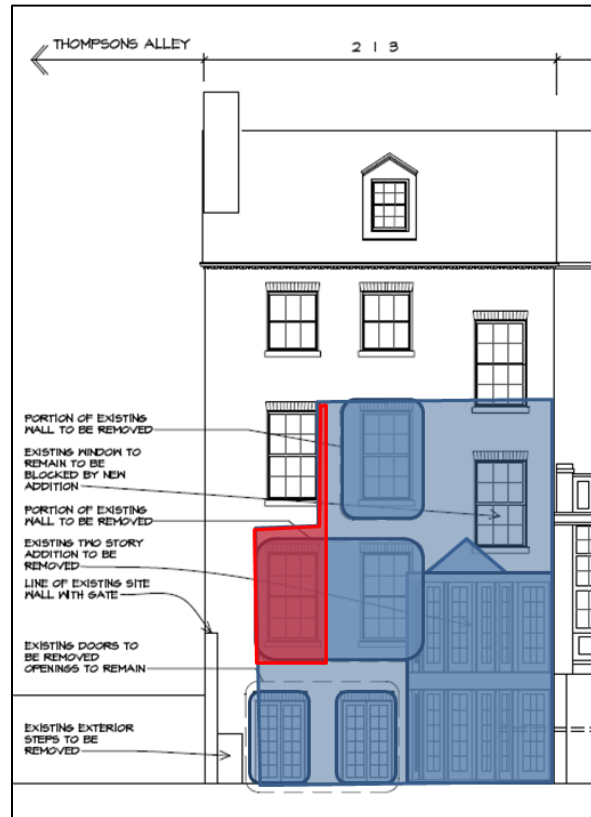 THOMPSONS ALLEY
2 1 3
PORTION OF EXISTING
WALL TO BE REMOVED
EXISTING WINDOW TO
REMAIN TO BE
BLOCKED BY NEW
ADDITION
PORTION OF EXISTING
WALL TO BE REMOVED
EXISTING TWO STORY
ADDITION TO BE
REMOVED
LINE OF EXISTING SITE
WALL WITH GATE
EXISTING DOORS TO
BE REMOVED
OPENINGS TO REMAIN
EXISTING EXTERIOR
STEPS TO BE
REMOVED